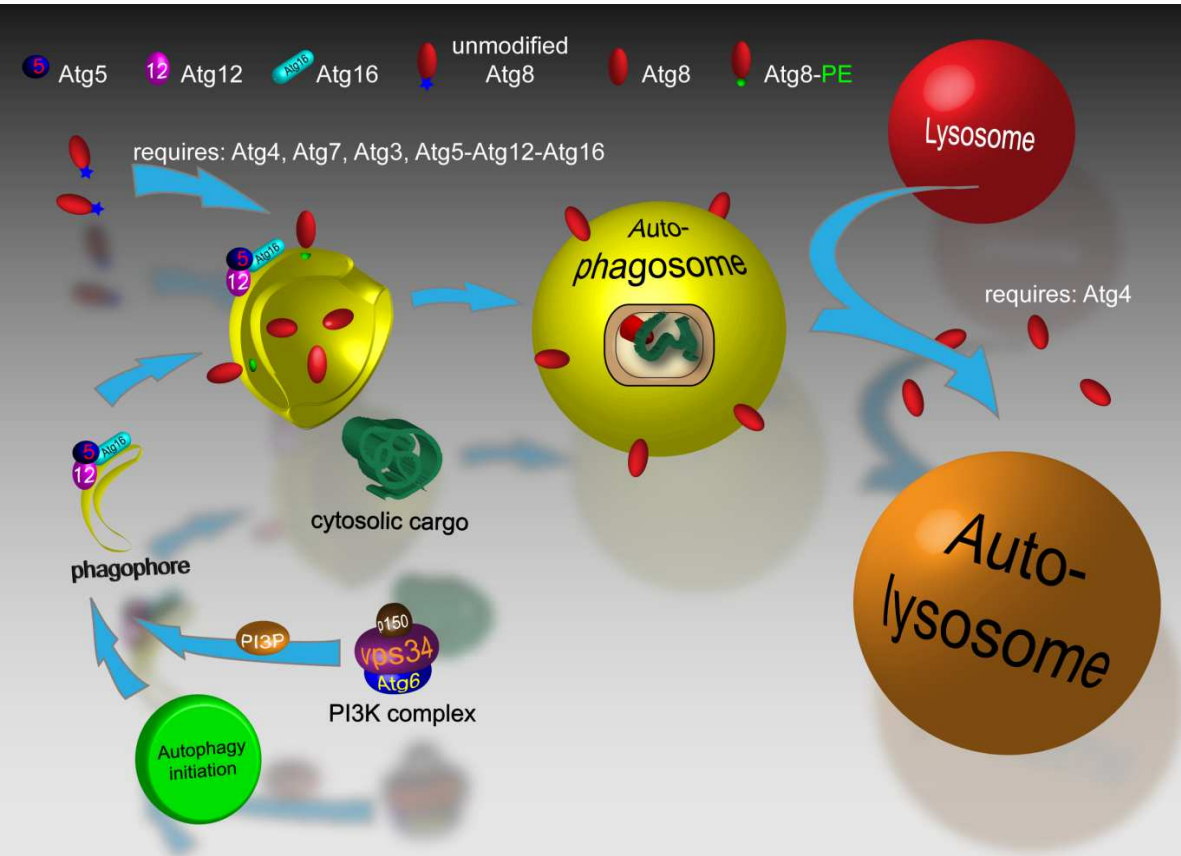 5 Atg5
12 Atg12
Atg16 Atg16
unmodified
Atg8
Atg8
Atg8-PE
requires: Atg4, Atg7, Atg3, Atg5-Atg12-Atg16
Lysosome
5 Atg16
12
Auto-
phagosome
requires: Atg4
5 Atg16
12
cytosolic cargo
phagophore
PI3P
p150
vps34
Atg6
PI3K complex
Autophagy
initiation
Auto-
lysosome